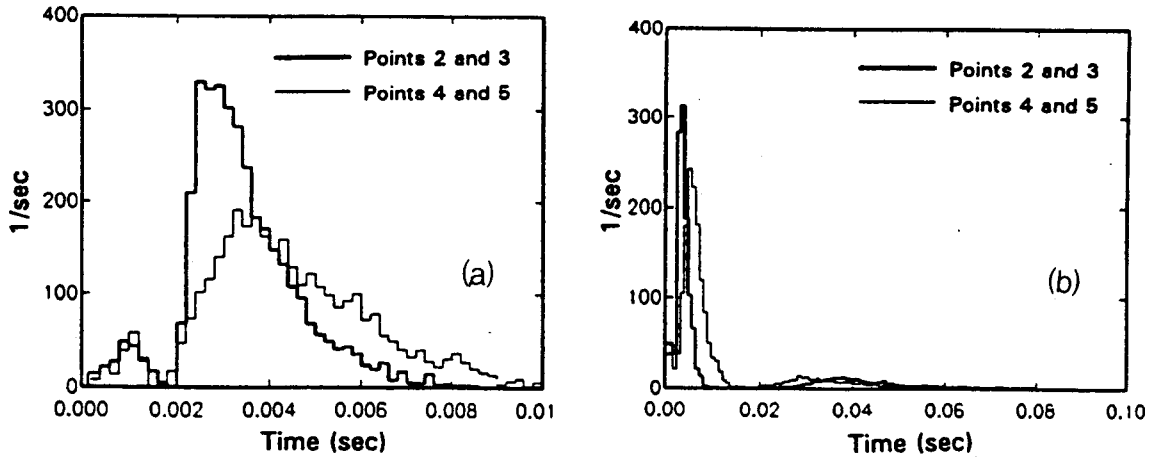 400
300
200
100
0
1/sec
Points 2 and 3
Points 4 and 5
(a)
0.000
0.002
0.004
0.006
0.008
0.01
Time (sec)
400
300
200
100
0
1/sec
Points 2 and 3
Points 4 and 5
(b)
0.00
0.02
0.04
0.06
0.08
0.10
Time (sec)